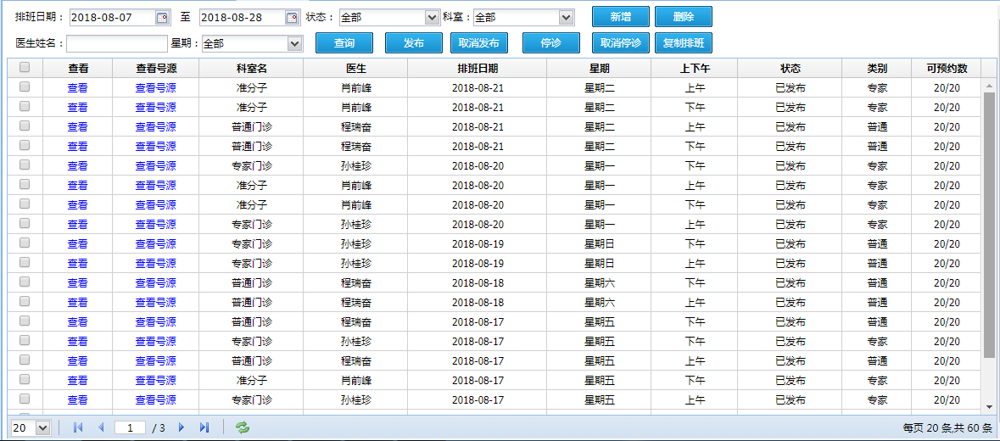 排班日期： 2018-08-07 至 2018-08-28 状态： 全部 科室： 全部 新增 删除
医生姓名： 星期： 全部 查询 发布 取消发布 停诊 取消停诊 复制排班
查看 查看号源 科室名 医生 排班日期 星期 上下午 状态 类别 可预约数
查看 查看号源 准分子 肖前峰 2018-08-21 星期二 上午 已发布 专家 20/20
查看 查看号源 准分子 肖前峰 2018-08-21 星期二 下午 已发布 专家 20/20
查看 查看号源 普通门诊 程瑞奋 2018-08-21 星期二 上午 已发布 普通 20/20
查看 查看号源 普通门诊 程瑞奋 2018-08-21 星期二 下午 已发布 普通 20/20
查看 查看号源 专家门诊 孙桂珍 2018-08-20 星期一 下午 已发布 专家 20/20
查看 查看号源 准分子 肖前峰 2018-08-20 星期一 上午 已发布 专家 20/20
查看 查看号源 准分子 肖前峰 2018-08-20 星期一 下午 已发布 专家 20/20
查看 查看号源 专家门诊 孙桂珍 2018-08-20 星期一 上午 已发布 专家 20/20
查看 查看号源 专家门诊 孙桂珍 2018-08-19 星期日 下午 已发布 普通 20/20
查看 查看号源 专家门诊 孙桂珍 2018-08-19 星期日 上午 已发布 普通 20/20
查看 查看号源 普通门诊 程瑞奋 2018-08-18 星期六 下午 已发布 普通 20/20
查看 查看号源 普通门诊 程瑞奋 2018-08-18 星期六 上午 已发布 普通 20/20
查看 查看号源 普通门诊 程瑞奋 2018-08-17 星期五 下午 已发布 普通 20/20
查看 查看号源 专家门诊 孙桂珍 2018-08-17 星期五 下午 已发布 专家 20/20
查看 查看号源 普通门诊 程瑞奋 2018-08-17 星期五 上午 已发布 普通 20/20
查看 查看号源 准分子 肖前峰 2018-08-17 星期五 下午 已发布 专家 20/20
查看 查看号源 专家门诊 孙桂珍 2018-08-17 星期五 上午 已发布 专家 20/20
20 1 / 3 每页 20 条,共 60 条